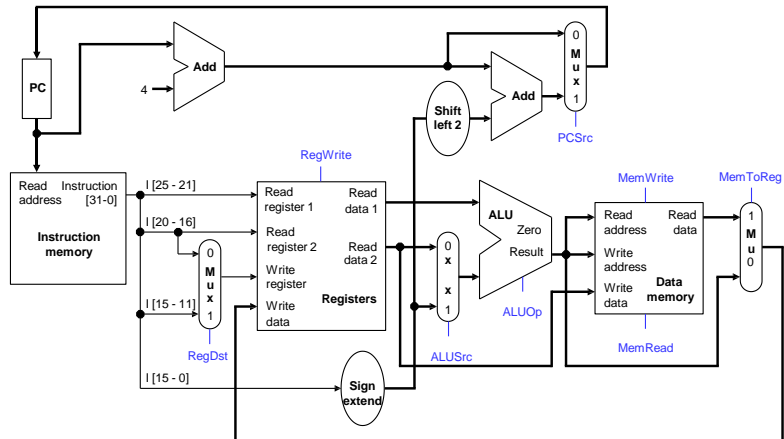 0
M
u
x
1
Add
PC
4
Add
Shift
left 2
PCSrc
RegWrite
MemWrite
MemToReg
Read Instruction
address [31-0]
Instruction
memory
I [25 - 21]
I [20 - 16]
I [15 - 11]
I [15 - 0]
0
M
u
x
1
RegDst
Read
register 1
Read
data 1
Read
register 2
Read
data 2
Write
register
Write
data
Registers
Sign
extend
0
x
x
1
ALUSrc
ALU
Zero
Result
ALUOp
Read
address
Read
data
Write
address
Write
data
Data
memory
MemRead
1
M
u
0